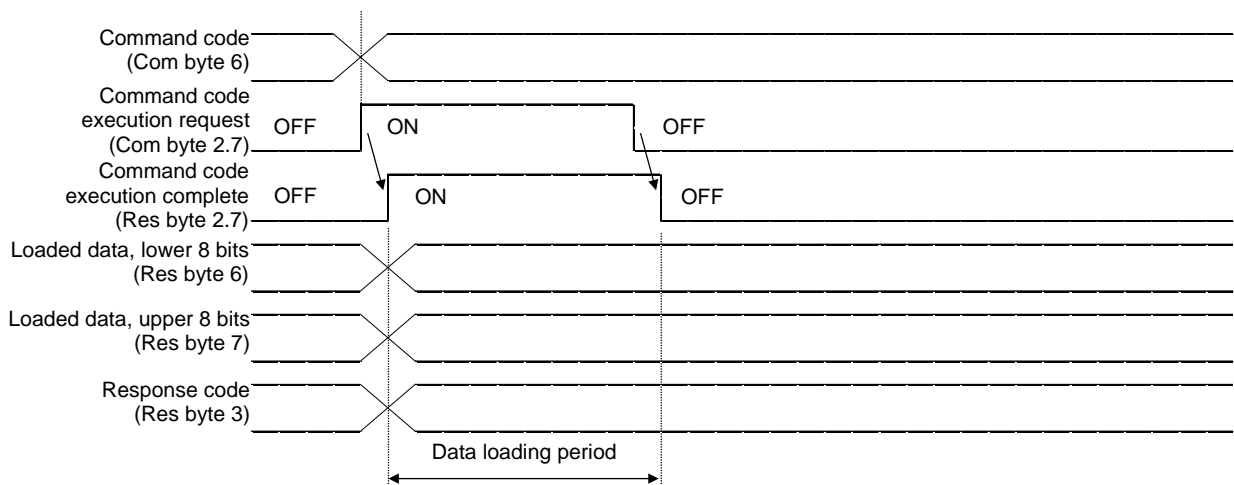 Command code
(Com byte 6)
Command code
execution request
(Com byte 2.7)
OFF
ON
OFF
Command code
execution complete
(Res byte 2.7)
OFF
ON
OFF
Loaded data, lower 8 bits
(Res byte 6)
Loaded data, upper 8 bits
(Res byte 7)
Response code
(Res byte 3)
Data loading period